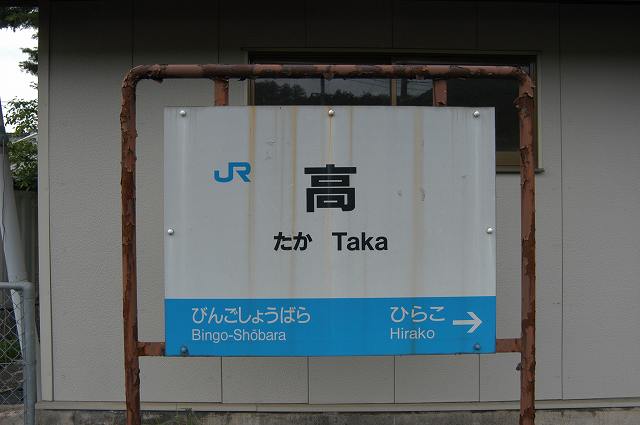 JR
高
たか Taka
びんごしょうばら ひらこ →
Bingo-Shōbara Hirako